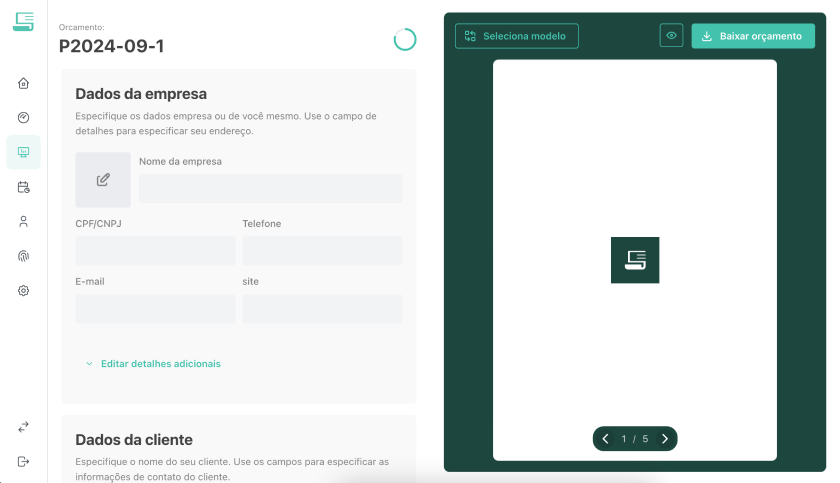 Orcamento:
P2024-09-1
Dados da empresa
Especifique os dados empresa ou de você mesmo. Use o campo de
detalhes para especificar seu endereço.
Nome da empresa
CPF/CNPJ
Telefone
E-mail
site
Editar detalhes adicionais
Dados da cliente
Especifique o nome do seu cliente. Use os campos para especificar as
informações de contato do cliente.
Seleciona modelo
Baixar orçamento
1 / 5